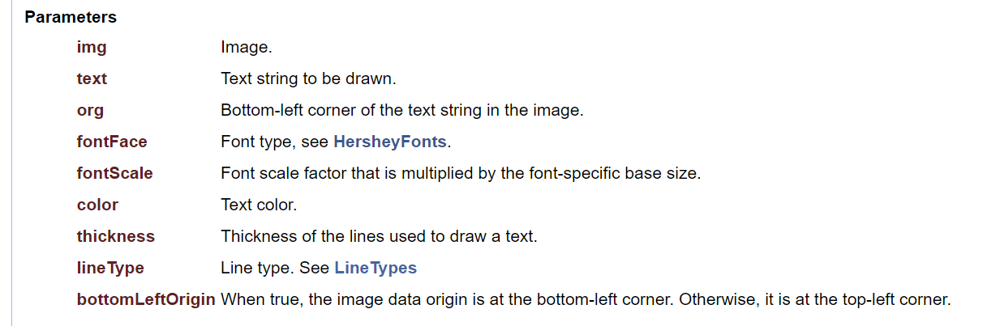 Parameters
img Image.
text Text string to be drawn.
org Bottom-left corner of the text string in the image.
fontFace Font type, see HersheyFonts.
fontScale Font scale factor that is multiplied by the font-specific base size.
color Text color.
thickness Thickness of the lines used to draw a text.
lineType Line type. See LineTypes
bottomLeftOrigin When true, the image data origin is at the bottom-left corner. Otherwise, it is at the top-left corner.